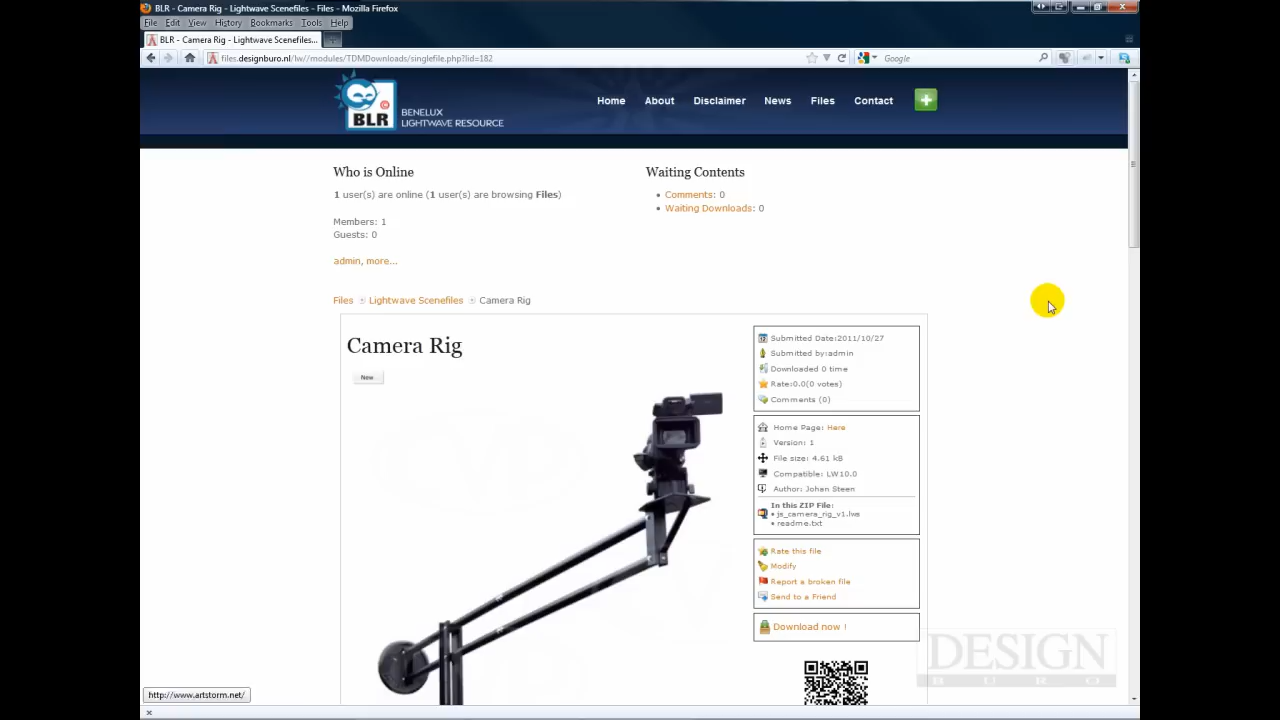 BLR - Camera Rig - Lightwave Scenefiles - Files - Mozilla Firefox
File Edit View History Bookmarks Tools Help
BLR - Camera Rig - Lightwave Scenefiles...
files.designburo.nl/lw//modules/TDMDownloads/singlefile.php?lid=182
Google
BLR
BENELUX
LIGHTWAVE RESOURCE
Home About Disclaimer News Files Contact
Who is Online
1 user(s) are online (1 user(s) are browsing Files)
Members: 1
Guests: 0
admin, more...
Waiting Contents
Comments: 0
Waiting Downloads: 0
Files Lightwave Scenefiles Camera Rig
Camera Rig
New
Submitted Date:2011/10/27
Submitted by:admin
Downloaded 0 time
Rate:0.0(0 votes)
Comments (0)
Home Page: Here
Version: 1
File size: 4.61 kB
Compatible: LW10.0
Author: Johan Steen
In this ZIP File:
• js_camera_rig_v1.lws
• readme.txt
Rate this file
Modify
Report a broken file
Send to a Friend
Download now !
DESIGN
BURO
http://www.artstorm.net/